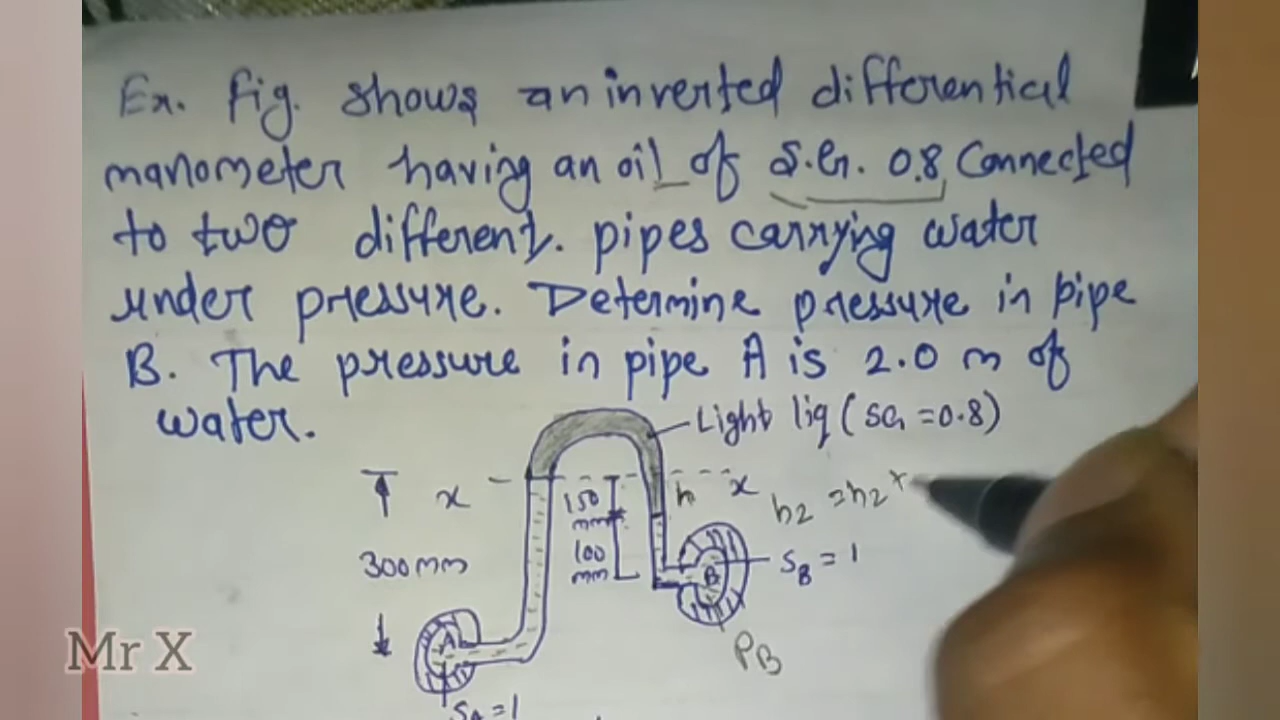 Ex. Fig. shows an inverted differential
manometer having an oil of S.Gr. 0.8 Connected
to two different. pipes carrying water
under pressure. Determine pressure in pipe
B. The pressure in pipe A is 2.0 m of
water.
Light liq (SG = 0.8)
x 150 mm h x h2 = h2 x
300 mm 100 mm B SB = 1
A PB
Mr X
SA = 1